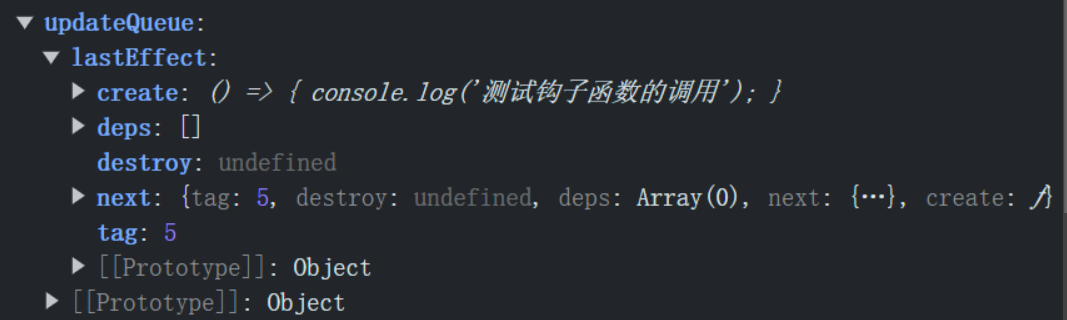 ▼ updateQueue:
▼ lastEffect:
▶ create: () => { console.log('测试钩子函数的调用'); }
▶ deps: []
destroy: undefined
▶ next: {tag: 5, destroy: undefined, deps: Array(0), next: {…}, create: ƒ}
tag: 5
▶ [[Prototype]]: Object
▶ [[Prototype]]: Object